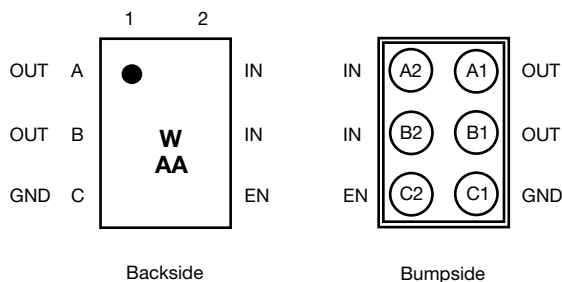 1 2
OUT A IN IN A2 A1 OUT
OUT B W IN IN B2 B1 OUT
AA
GND C EN EN C2 C1 GND
Backside Bumpside